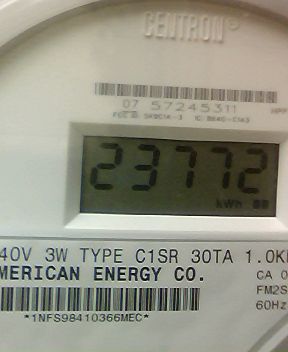 CENTRON®
07 57245311
23772
kWh
40V 3W TYPE C1SR 30TA 1.0K
MERICAN ENERGY CO.
CA 0
FM2S
60Hz
*1NFS98410366MEC*